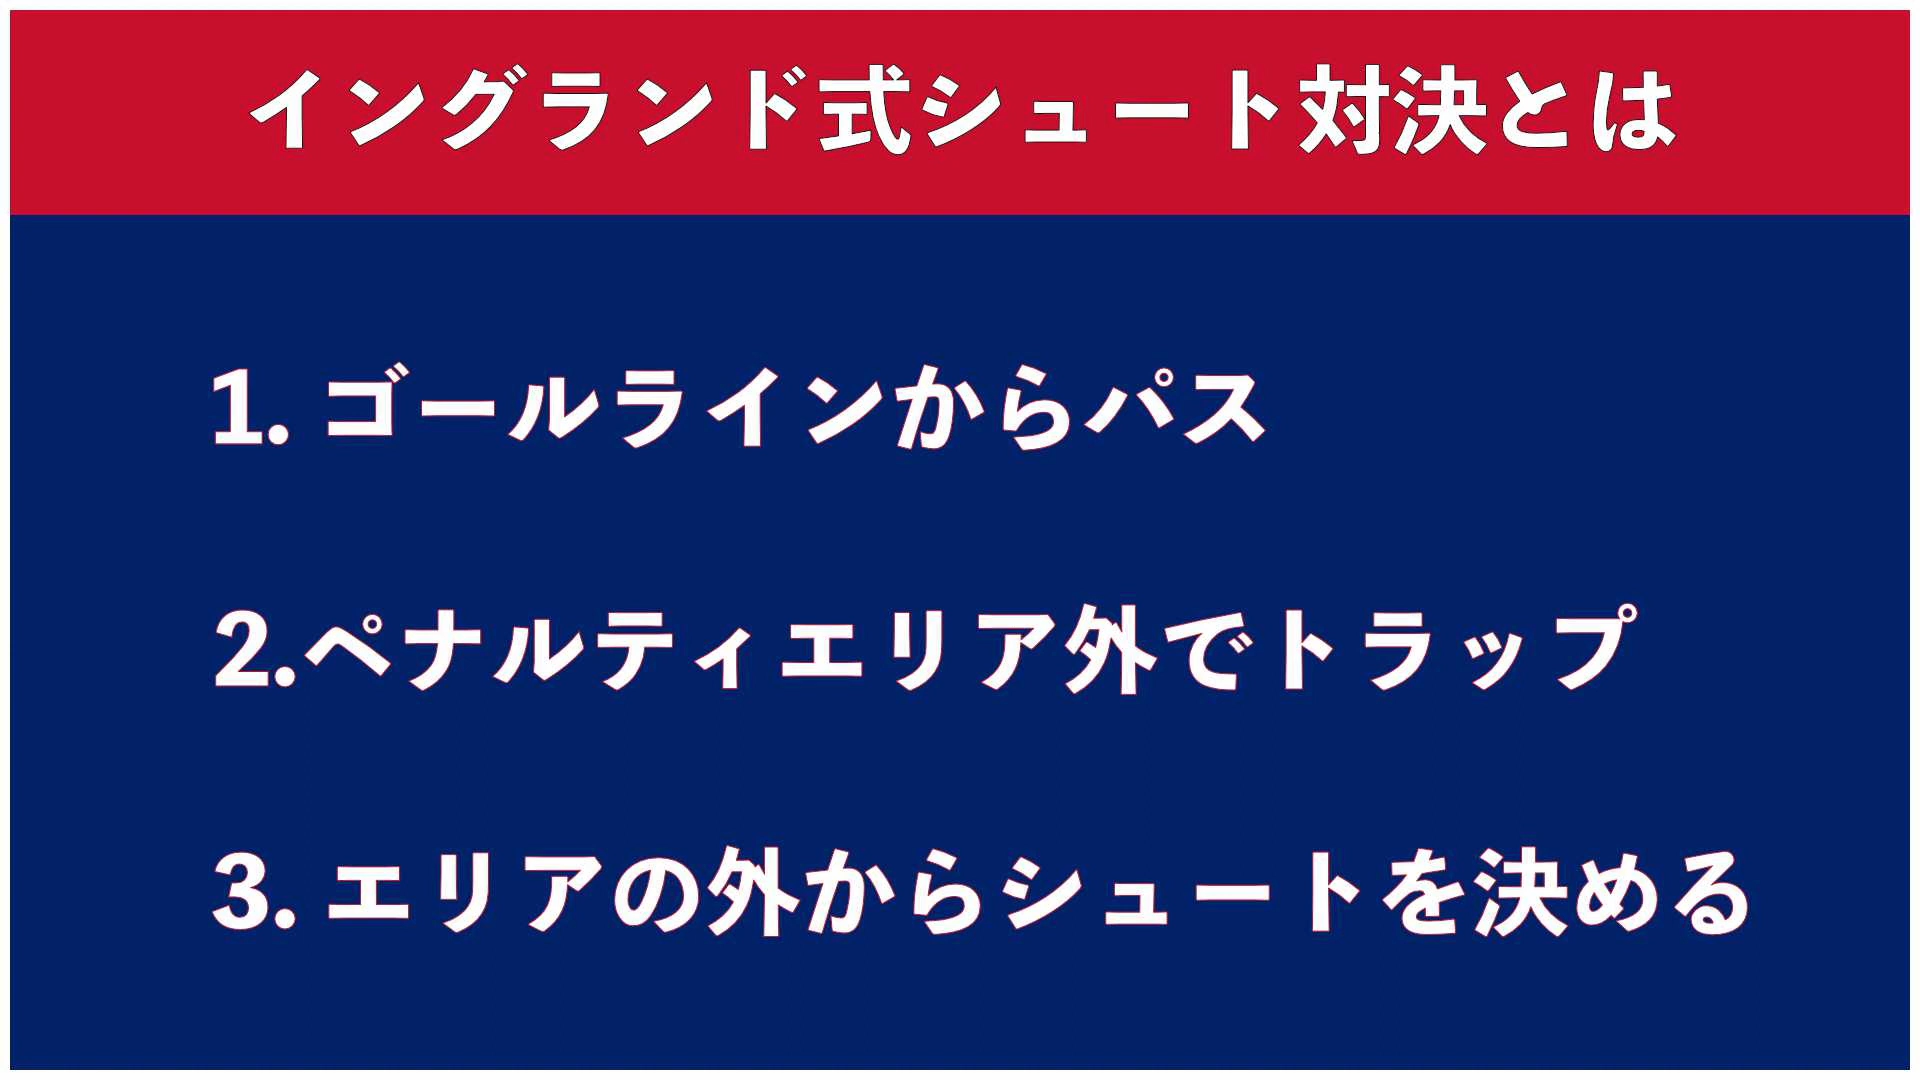 イングランド式シュート対決とは
1. ゴールラインからパス
2.ペナルティエリア外でトラップ
3. エリアの外からシュートを決める